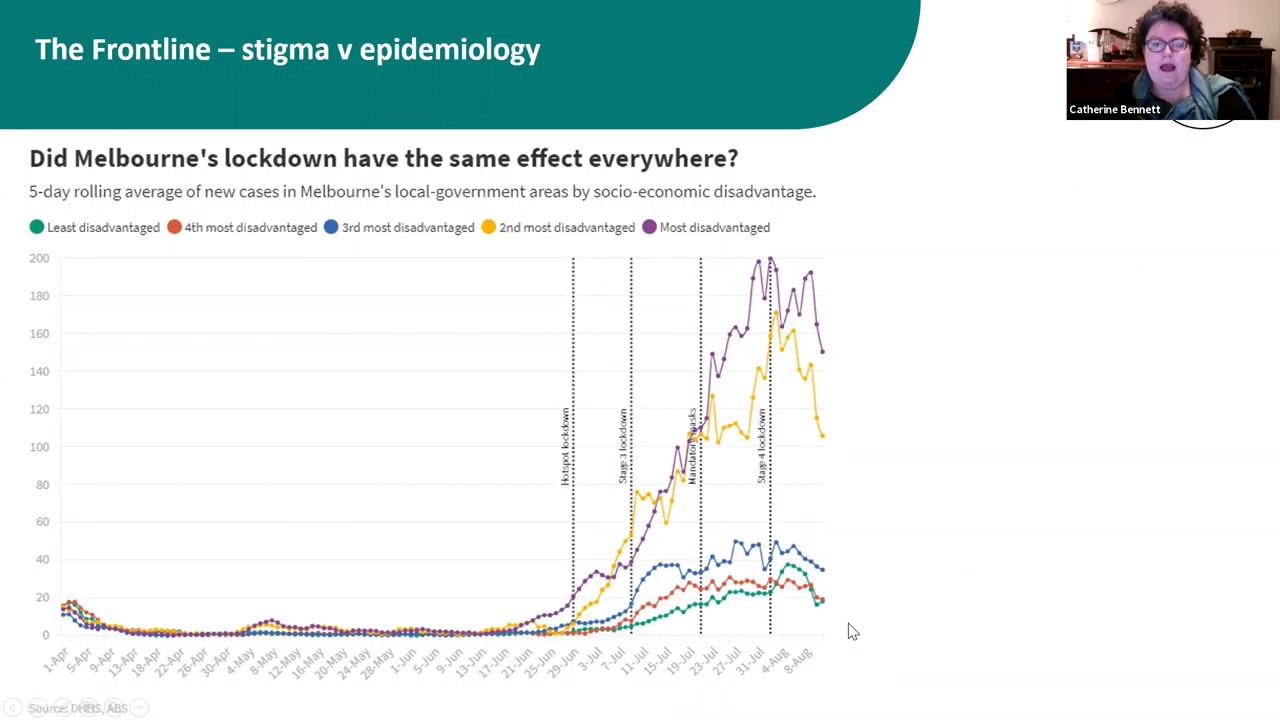 The Frontline – stigma v epidemiology
Catherine Bennett
Did Melbourne's lockdown have the same effect everywhere?
5-day rolling average of new cases in Melbourne's local-government areas by socio-economic disadvantage.
Least disadvantaged 4th most disadvantaged 3rd most disadvantaged 2nd most disadvantaged Most disadvantaged
200
180
160
140
120
100
80
60
40
20
0
Hotspot lockdown
Stage 3 lockdown
Mandatory masks
Stage 4 lockdown
1-Apr 5-Apr 9-Apr 13-Apr 18-Apr 22-Apr 26-Apr 30-Apr 4-May 8-May 12-May 16-May 20-May 24-May 28-May 1-Jun 5-Jun 9-Jun 13-Jun 17-Jun 21-Jun 25-Jun 29-Jun 3-Jul 7-Jul 11-Jul 15-Jul 19-Jul 23-Jul 27-Jul 31-Jul 4-Aug 8-Aug
Source: DHHS, ABS